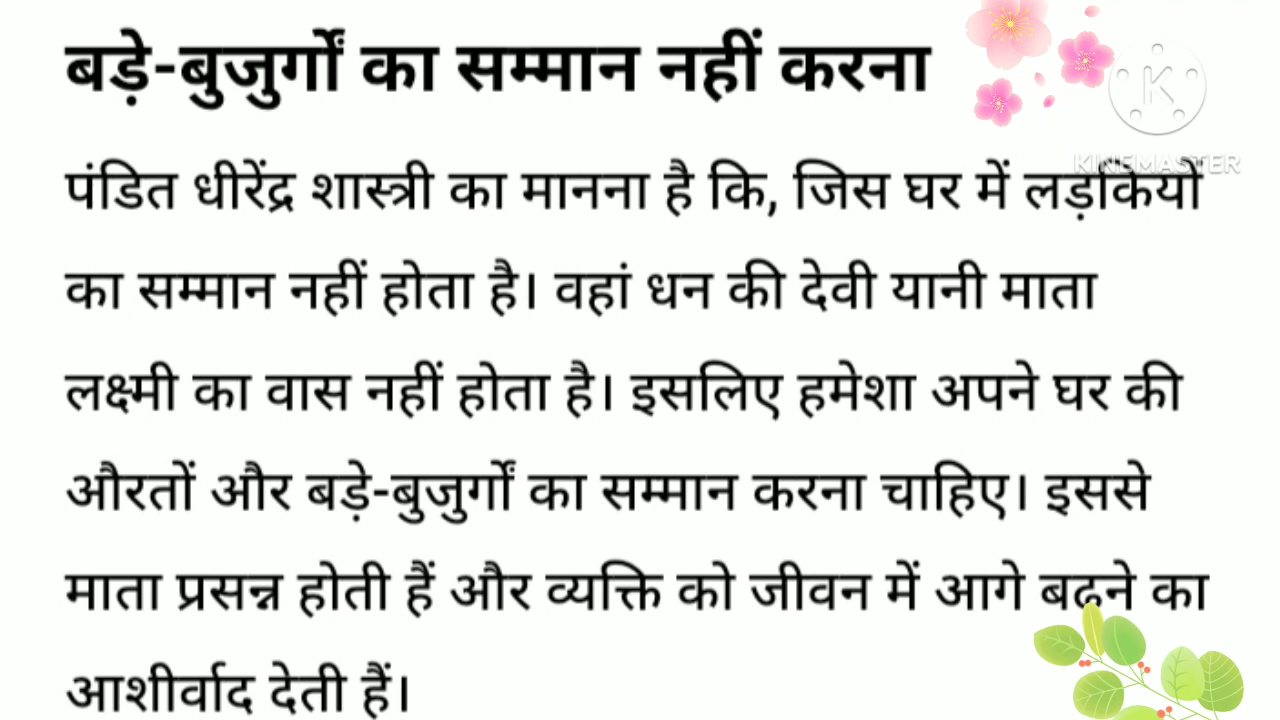 बड़े-बुजुर्गों का सम्मान नहीं करना
पंडित धीरेंद्र शास्त्री का मानना है कि, जिस घर में लड़कियों
का सम्मान नहीं होता है। वहां धन की देवी यानी माता
लक्ष्मी का वास नहीं होता है। इसलिए हमेशा अपने घर की
औरतों और बड़े-बुजुर्गों का सम्मान करना चाहिए। इससे
माता प्रसन्न होती हैं और व्यक्ति को जीवन में आगे बढ़ने का
आशीर्वाद देती हैं।
K
KINEMASTER